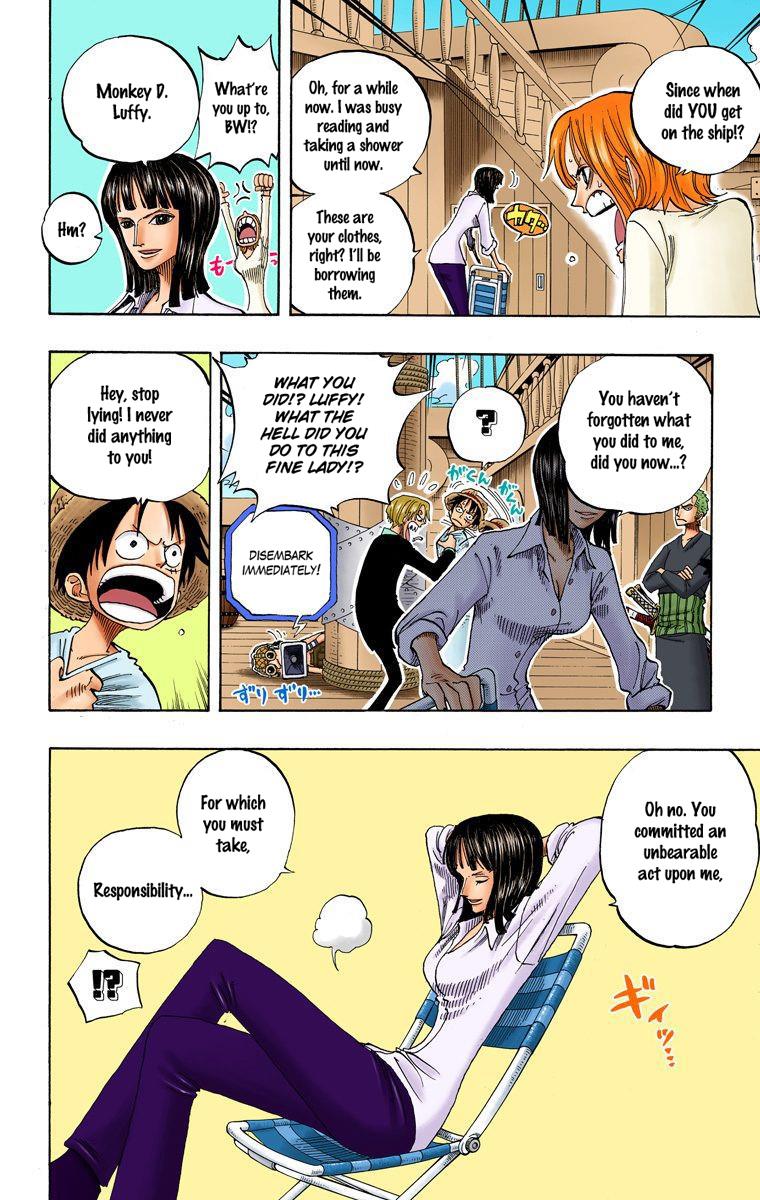 Since when
did YOU get
on the ship!?
Oh, for a while
now. I was busy
reading and
taking a shower
until now.
These are
your clothes,
right? I'll be
borrowing
them.
ガタッ
What're
you up to,
BW!?
Monkey D.
Luffy.
Hm?
もーっ
You haven't
forgotten what
you did to me,
did you now...?
?
WHAT YOU
DID!? LUFFY!
WHAT THE
HELL DID YOU
DO TO THIS
FINE LADY!?
がくん がくん
DISEMBARK
IMMEDIATELY!
ずり ずり…
Hey, stop
lying! I never
did anything
to you!
Oh no. You
committed an
unbearable
act upon me,
For which
you must
take,
Responsibility...
!?
ギィッ…